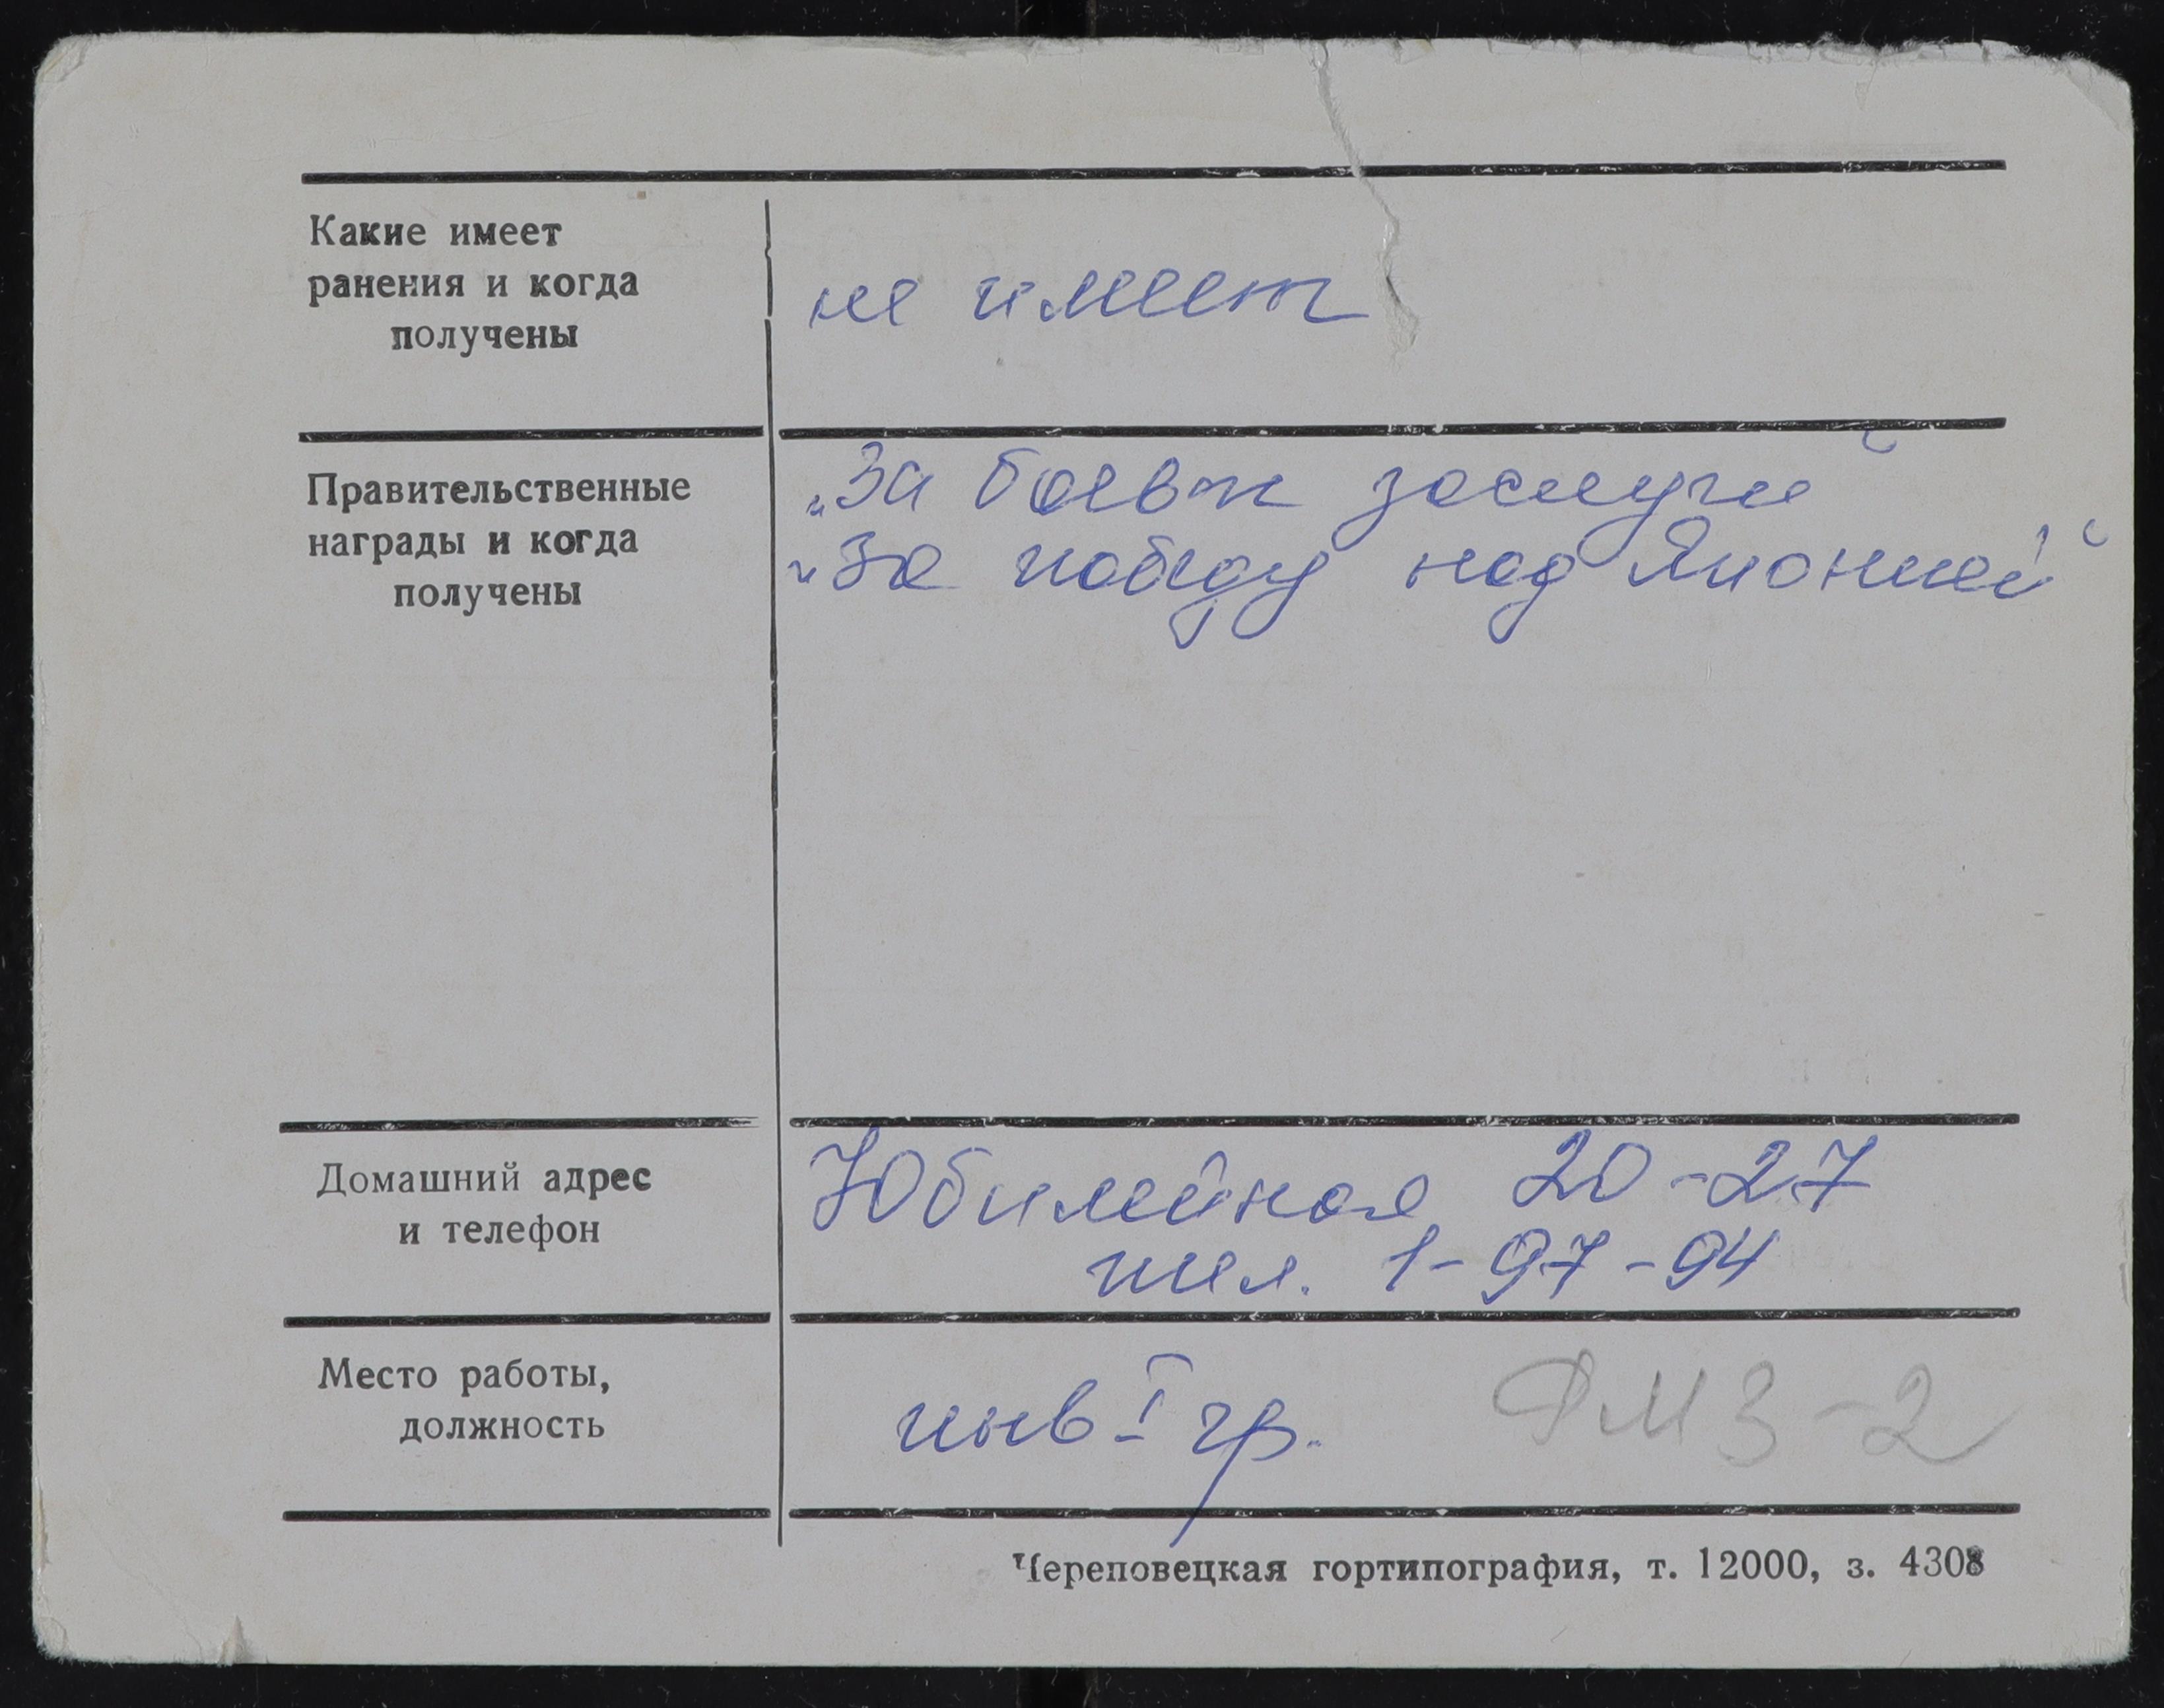 Какие имеет
ранения и когда
получены
не имеет
Правительственные
награды и когда
получены
„За боевые заслуги“
„За победу над Японией“
Домашний адрес
и телефон
Юбилейная 20-27
тел. 1-97-94
Место работы,
должность
инв I гр. ФМЗ-2
Череповецкая гортипография, т. 12000, з. 4308